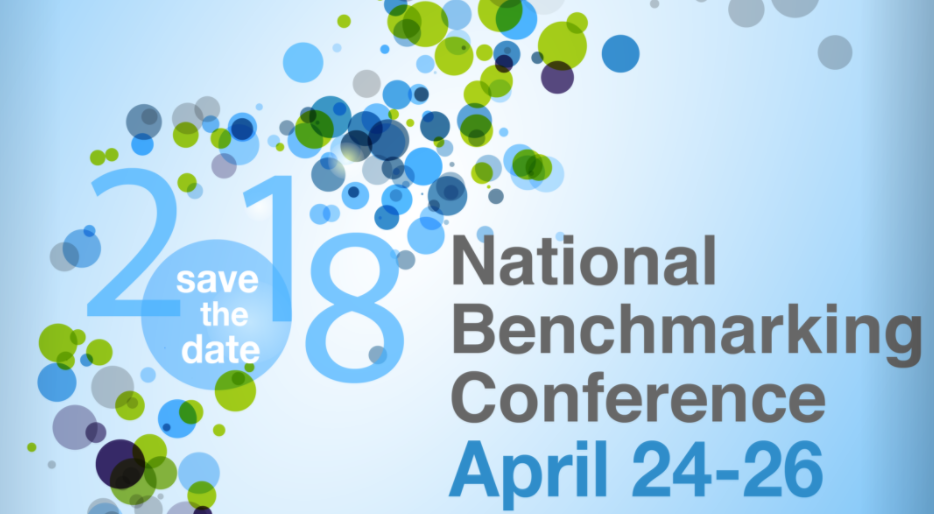 2018
save
the
date
National
Benchmarking
Conference
April 24-26